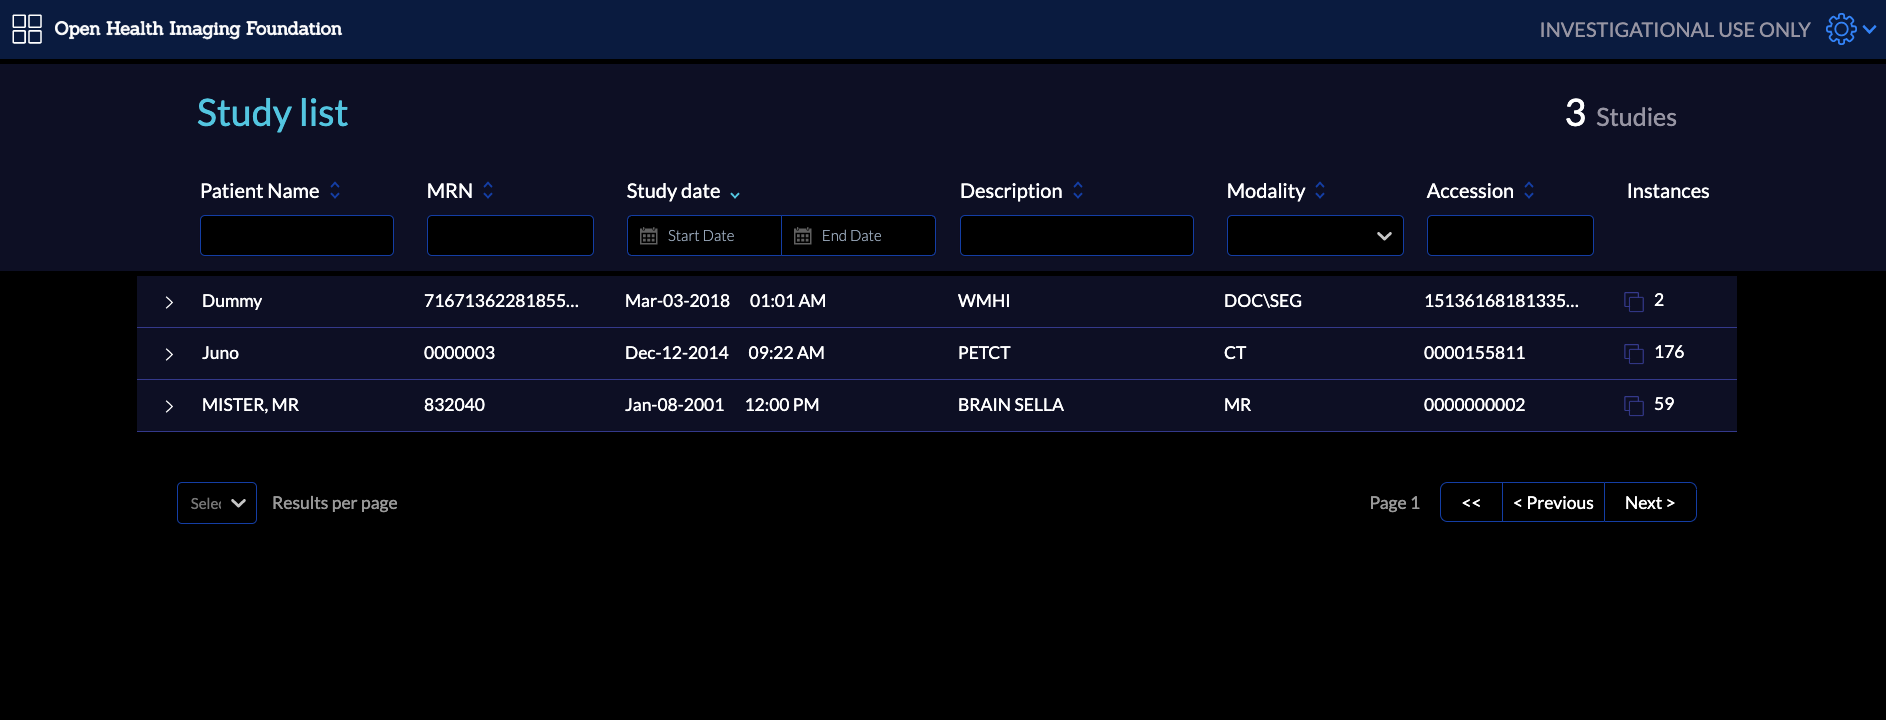 Open Health Imaging Foundation INVESTIGATIONAL USE ONLY
Study list 3 Studies
Patient Name MRN Study date Description Modality Accession Instances
Start Date End Date
Dummy 71671362281855... Mar-03-2018 01:01 AM WMHI DOC\SEG 15136168181335... 2
Juno 0000003 Dec-12-2014 09:22 AM PETCT CT 0000155811 176
MISTER, MR 832040 Jan-08-2001 12:00 PM BRAIN SELLA MR 0000000002 59
Selec Results per page Page 1 << < Previous Next >